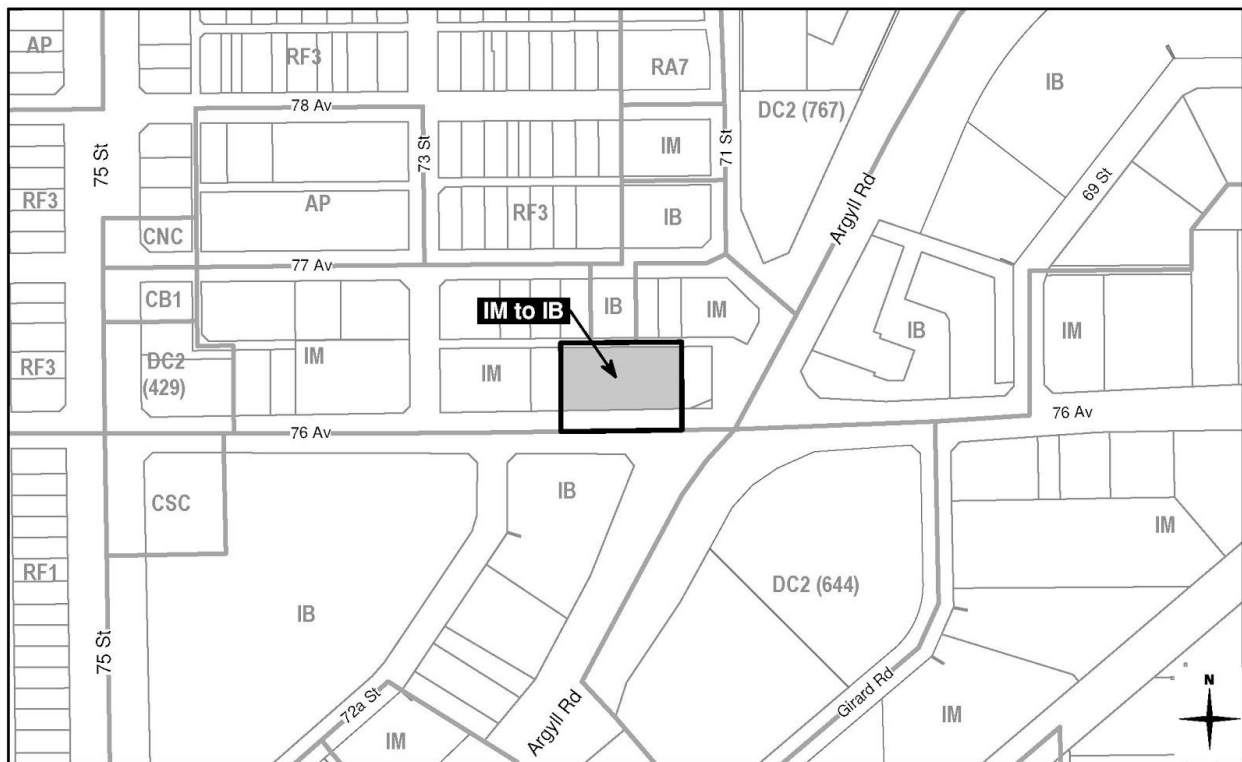 AP
RF3
RA7
IB
78 Av
DC2 (767)
75 St
73 St
IM
71 St
Argyll Rd
69 St
RF3
AP
RF3
IB
CNC
77 Av
CB1
IM to IB
IB
IM
IB
IM
RF3
DC2
(429)
IM
IM
76 Av
76 Av
CSC
IB
IM
RF1
IB
DC2 (644)
75 St
72a St
IM
Argyll Rd
Girard Rd
IM
N